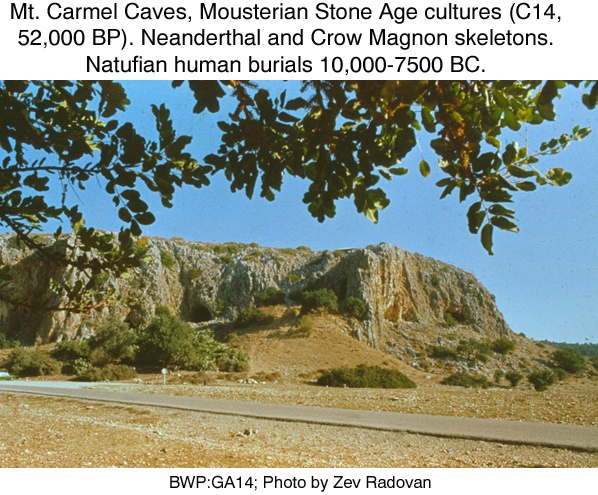 Mt. Carmel Caves, Mousterian Stone Age cultures (C14,
52,000 BP). Neanderthal and Crow Magnon skeletons.
Natufian human burials 10,000-7500 BC.
BWP:GA14; Photo by Zev Radovan